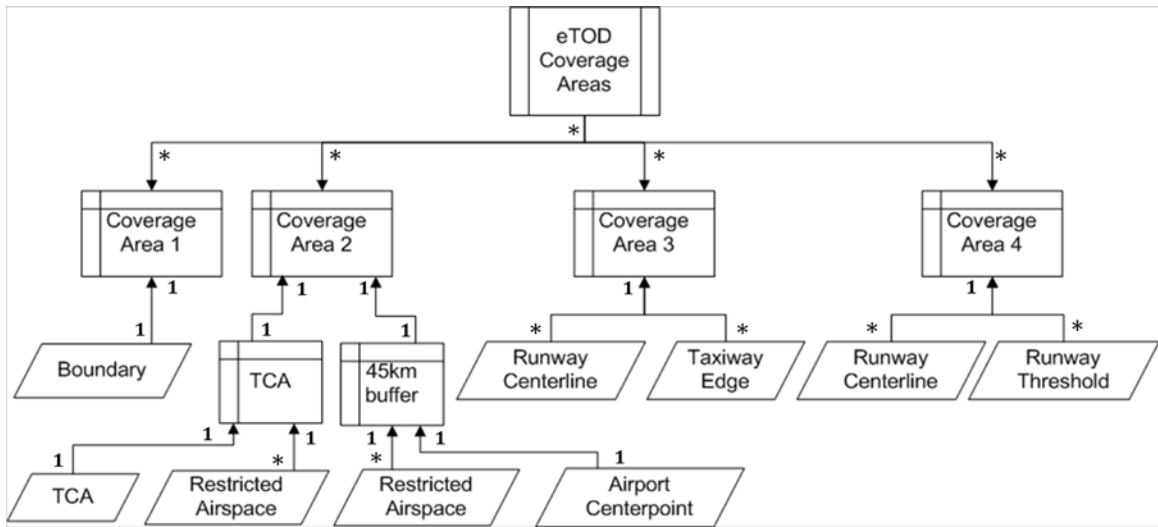 eTOD
Coverage
Areas
*
* * * *
Coverage
Area 1
Coverage
Area 2
Coverage
Area 3
Coverage
Area 4
1 1 1 1 1
1 1 1 * * * *
Boundary
TCA
45km
buffer
Runway
Centerline
Taxiway
Edge
Runway
Centerline
Runway
Threshold
1 1 1 1
1 * * 1
TCA
Restricted
Airspace
Restricted
Airspace
Airport
Centerpoint